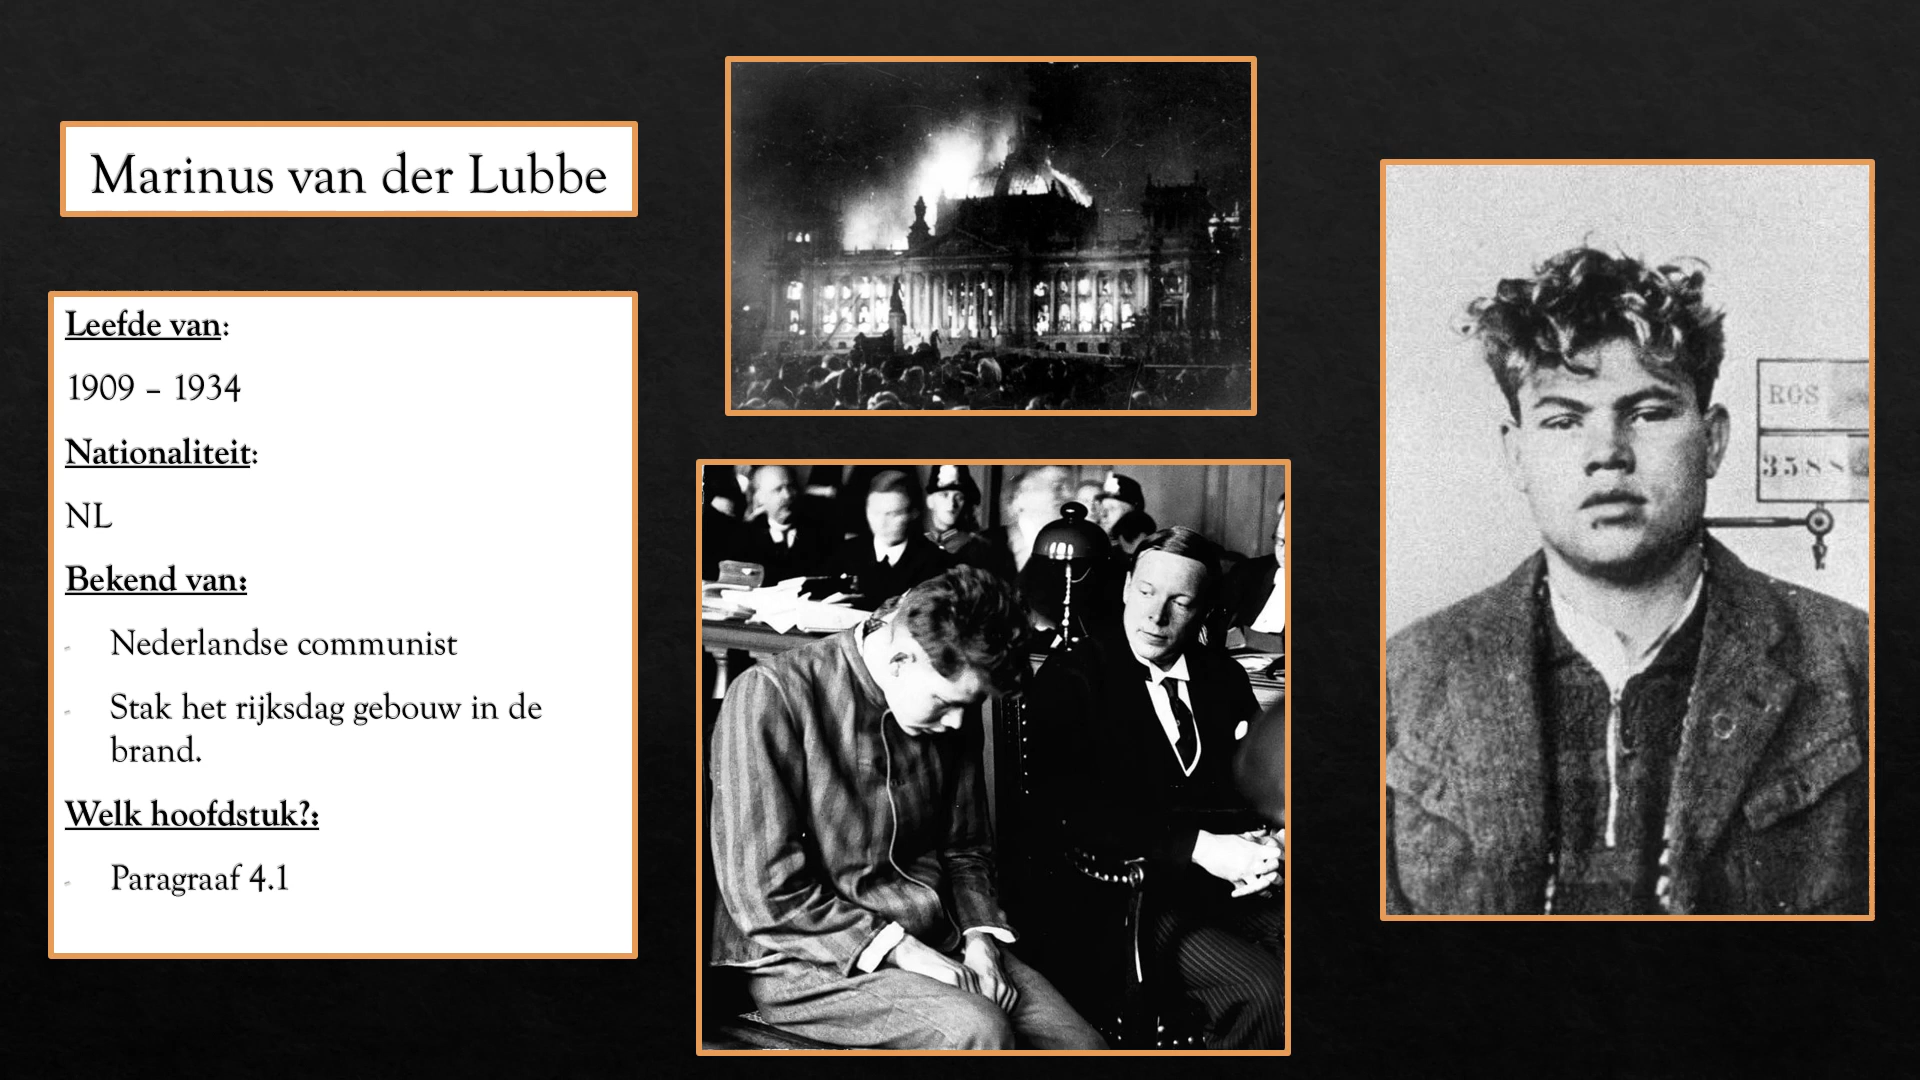 Marinus van der Lubbe
Leefde van:
1909 – 1934
Nationaliteit:
NL
Bekend van:
- Nederlandse communist
- Stak het rijksdag gebouw in de
brand.
Welk hoofdstuk?:
- Paragraaf 4.1
RGS